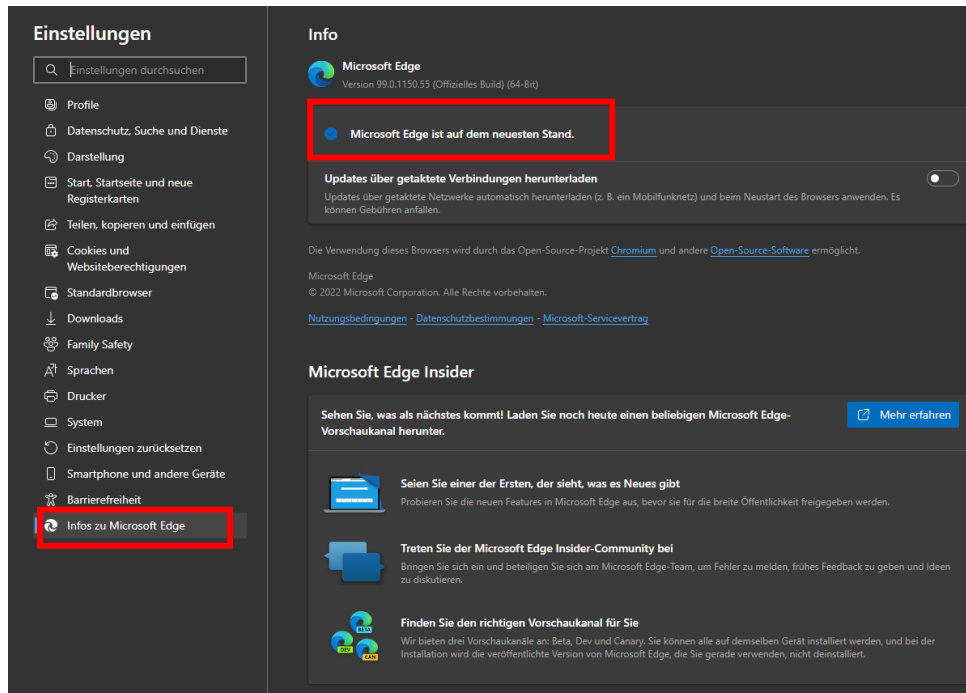 Einstellungen
Einstellungen durchsuchen
Profile
Datenschutz, Suche und Dienste
Darstellung
Start, Startseite und neue
Registerkarten
Teilen, kopieren und einfügen
Cookies und
Websiteberechtigungen
Standardbrowser
Downloads
Family Safety
Sprachen
Drucker
System
Einstellungen zurücksetzen
Smartphone und andere Geräte
Barrierefreiheit
Infos zu Microsoft Edge
Info
Microsoft Edge
Version 99.0.1150.55 (Offizielles Build) (64-Bit)
Microsoft Edge ist auf dem neuesten Stand.
Updates über getaktete Verbindungen herunterladen
Updates über getaktete Netzwerke automatisch herunterladen (z. B. ein Mobilfunknetz) und beim Neustart des Browsers anwenden. Es
können Gebühren anfallen.
Die Verwendung dieses Browsers wird durch das Open-Source-Projekt Chromium und andere Open-Source-Software ermöglicht.
Microsoft Edge
© 2022 Microsoft Corporation. Alle Rechte vorbehalten.
Nutzungsbedingungen - Datenschutzbestimmungen - Microsoft-Servicevertrag
Microsoft Edge Insider
Sehen Sie, was als nächstes kommt! Laden Sie noch heute einen beliebigen Microsoft Edge-
Vorschaukanal herunter.
Mehr erfahren
Seien Sie einer der Ersten, der sieht, was es Neues gibt
Probieren Sie die neuen Features in Microsoft Edge aus, bevor sie für die breite Öffentlichkeit freigegeben werden.
Treten Sie der Microsoft Edge Insider-Community bei
Bringen Sie sich ein und beteiligen Sie sich am Microsoft Edge-Team, um Fehler zu melden, frühes Feedback zu geben und Ideen
zu diskutieren.
BETA
DEV
CAN
Finden Sie den richtigen Vorschaukanal für Sie
Wir bieten drei Vorschaukanäle an: Beta, Dev und Canary. Sie können alle auf demselben Gerät installiert werden, und bei der
Installation wird die veröffentlichte Version von Microsoft Edge, die Sie gerade verwenden, nicht deinstalliert.